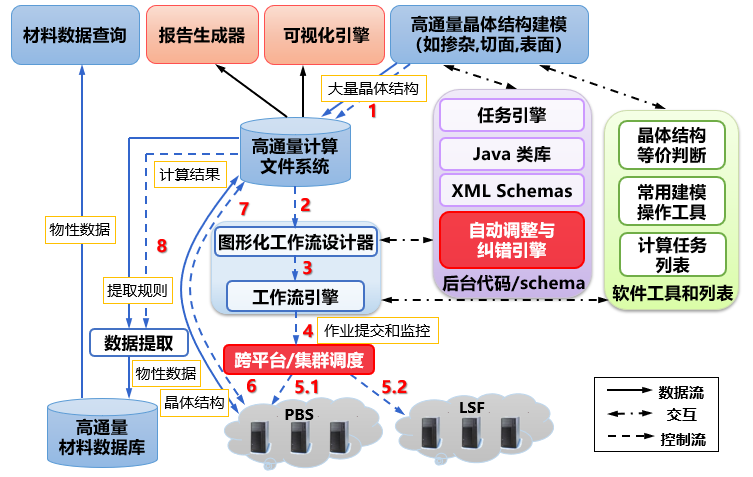 材料数据查询
报告生成器
可视化引擎
高通量晶体结构建模
(如掺杂,切面,表面)
大量晶体结构
1
任务引擎
Java 类库
XML Schemas
自动调整与
纠错引擎
后台代码/schema
晶体结构
等价判断
常用建模
操作工具
计算任务
列表
软件工具和列表
高通量计算
文件系统
计算结果
7
2
物性数据
8
图形化工作流设计器
3
提取规则
工作流引擎
4
作业提交和监控
数据提取
跨平台/集群调度
物性数据
6
5.1
5.2
晶体结构
PBS
LSF
高通量
材料数据库
数据流
交互
控制流